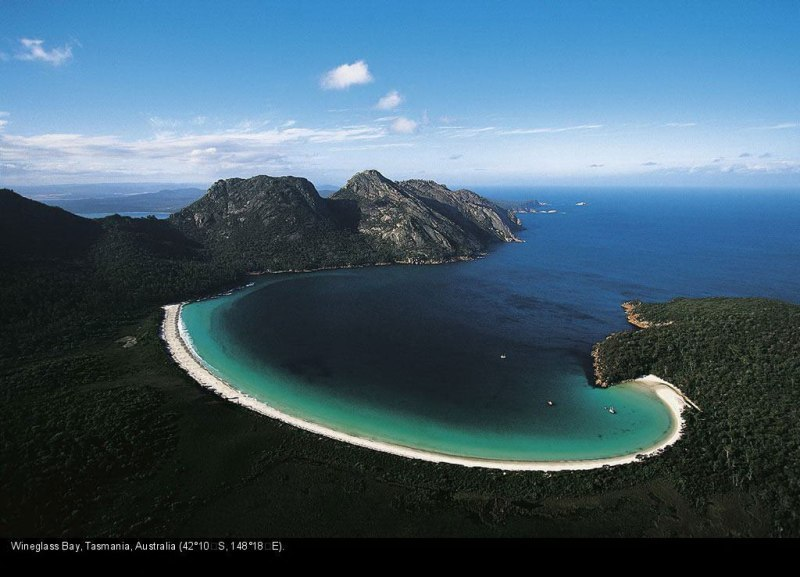 Wineglass Bay, Tasmania, Australia (42°10□S, 148°18□E).